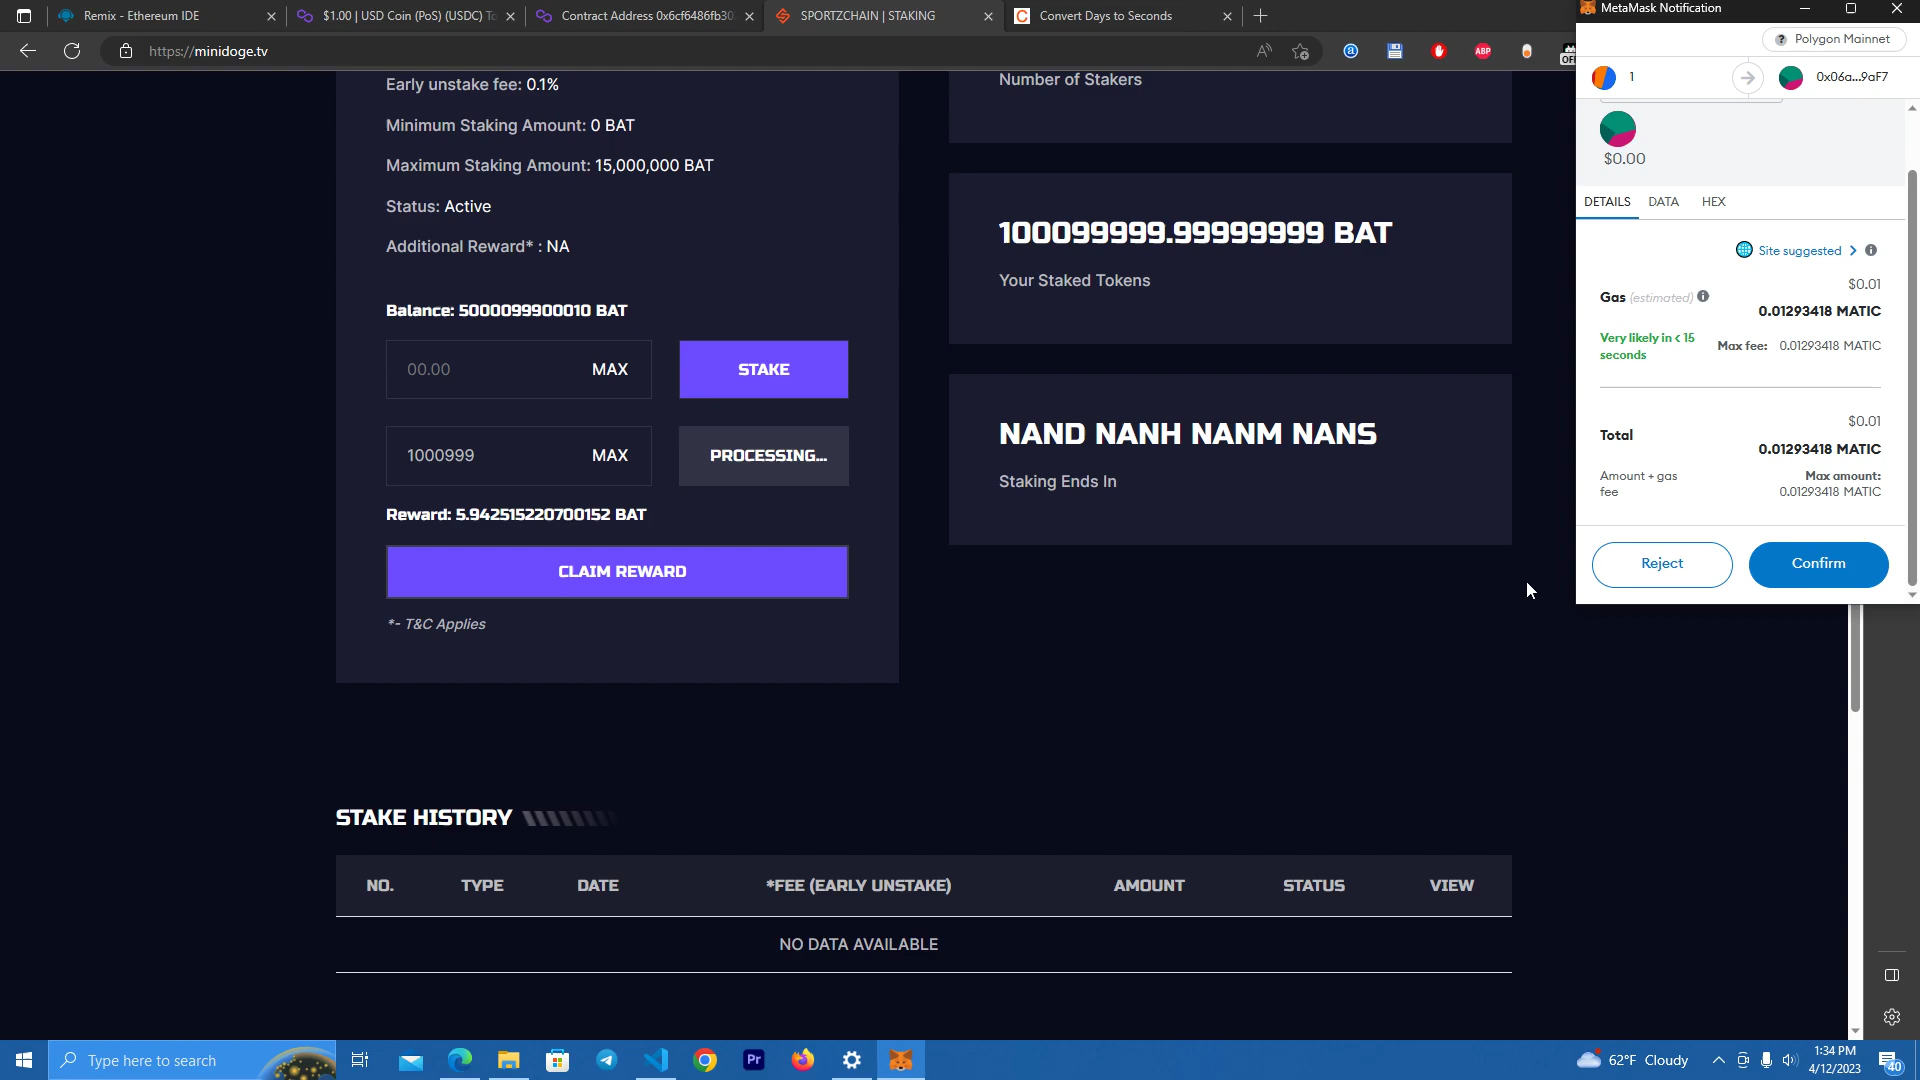 Remix - Ethereum IDE
$1.00 | USD Coin (PoS) (USDC) To
Contract Address 0x6cf6486fb30
SPORTZCHAIN | STAKING
Convert Days to Seconds
https://minidoge.tv
ABP
OFF
Early unstake fee: 0.1%
Minimum Staking Amount: 0 BAT
Maximum Staking Amount: 15,000,000 BAT
Status: Active
Additional Reward* : NA
Balance: 5000099900010 BAT
00.00 MAX STAKE
1000999 MAX PROCESSING...
Reward: 5.942515220700152 BAT
CLAIM REWARD
*- T&C Applies
Number of Stakers
100099999.99999999 BAT
Your Staked Tokens
NAND NANH NANM NANS
Staking Ends In
STAKE HISTORY
NO. TYPE DATE *FEE (EARLY UNSTAKE) AMOUNT STATUS VIEW
NO DATA AVAILABLE
MetaMask Notification
Polygon Mainnet
1 0x06a...9aF7
$0.00
DETAILS DATA HEX
Site suggested
$0.01
Gas (estimated)
0.01293418 MATIC
Very likely in < 15 seconds
Max fee: 0.01293418 MATIC
$0.01
Total
0.01293418 MATIC
Amount + gas fee
Max amount:
0.01293418 MATIC
Reject Confirm
Type here to search
Pr
62°F Cloudy
1:34 PM
4/12/2023
40